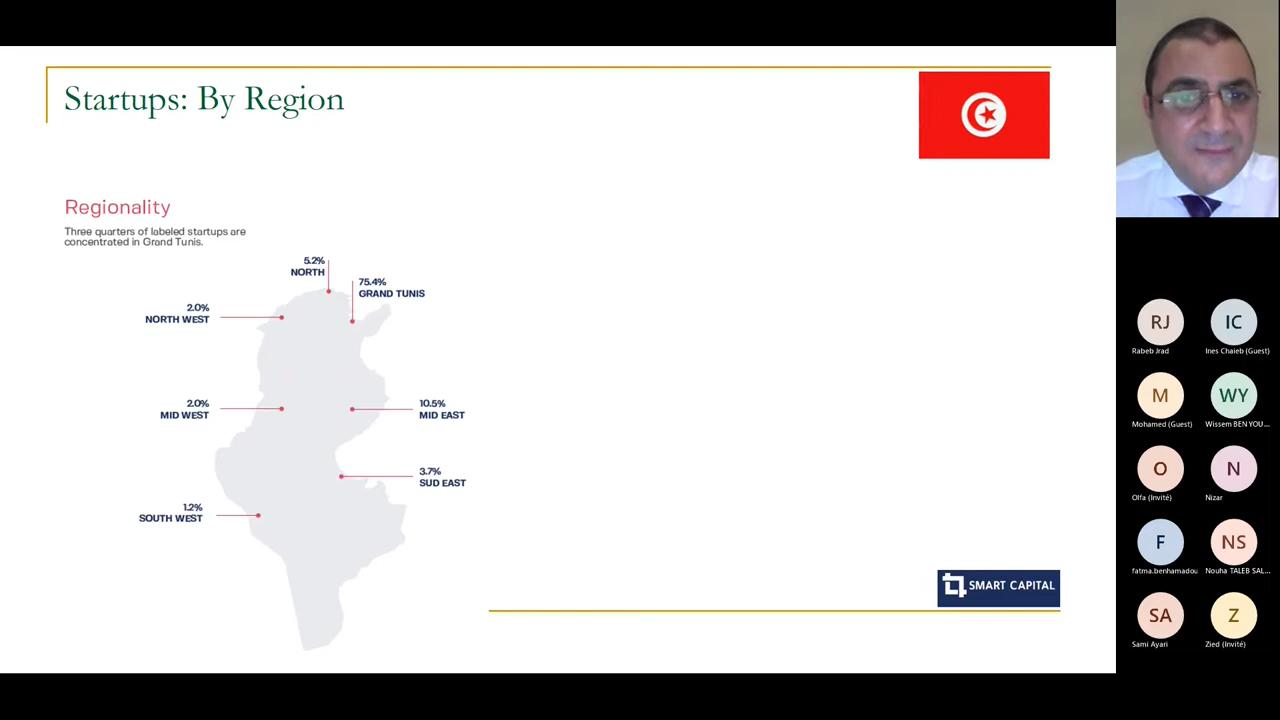 Startups: By Region
Regionality
Three quarters of labeled startups are
concentrated in Grand Tunis.
5.2%
NORTH
75.4%
GRAND TUNIS
2.0%
NORTH WEST
2.0%
MID WEST
10.5%
MID EAST
3.7%
SUD EAST
1.2%
SOUTH WEST
SMART CAPITAL
RJ
Rabeb Jrad
IC
Ines Chaieb (Guest)
M
Mohamed (Guest)
WY
Wissem BEN YOU...
O
Olfa (Invité)
N
Nizar
F
fatma.benhamadou
NS
Nouha TALEB SAL...
SA
Sami Ayari
Z
Zied (Invité)